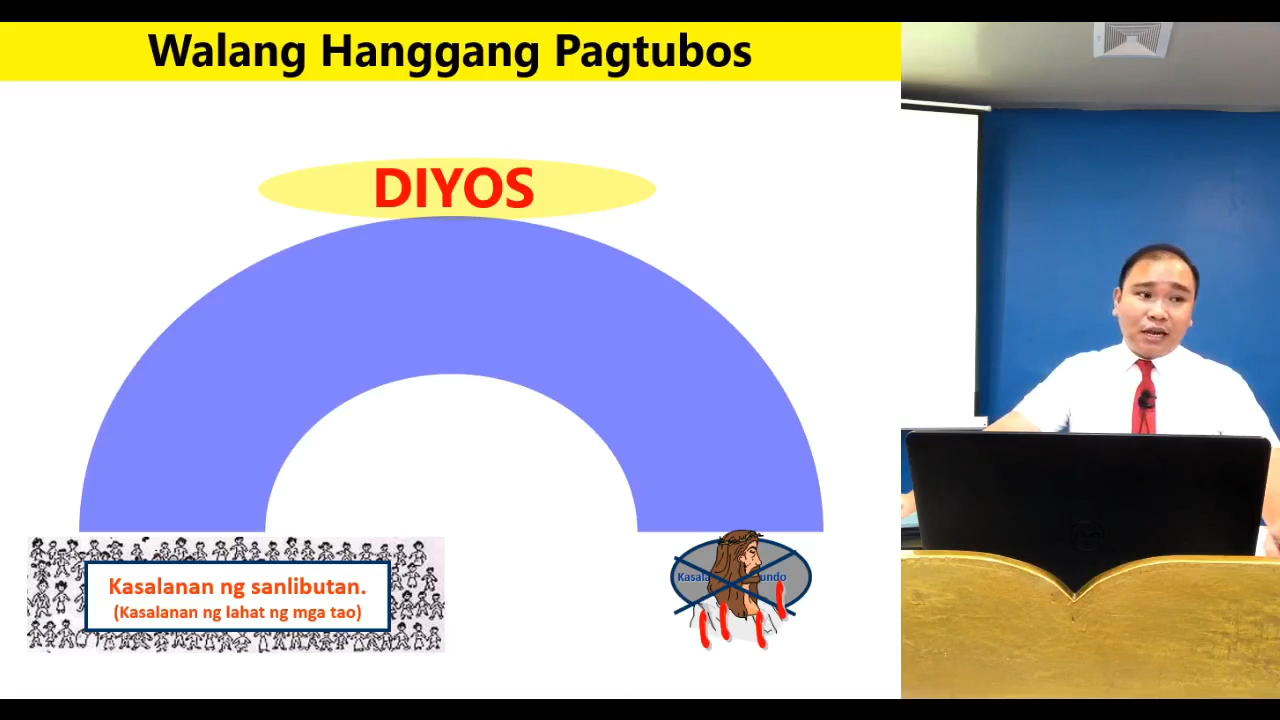 Walang Hanggang Pagtubos
DIYOS
Kasalanan ng sanlibutan.
(Kasalanan ng lahat ng mga tao)